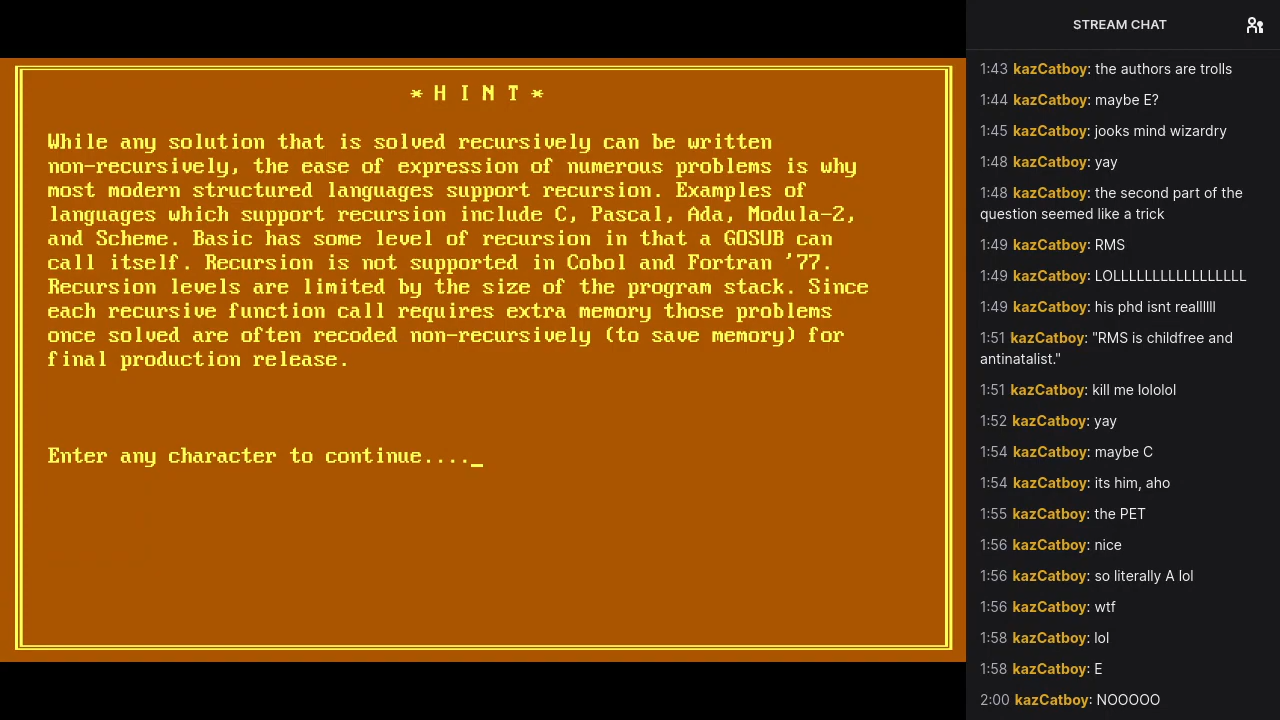 * H I N T *
While any solution that is solved recursively can be written
non-recursively, the ease of expression of numerous problems is why
most modern structured languages support recursion. Examples of
languages which support recursion include C, Pascal, Ada, Modula-2,
and Scheme. Basic has some level of recursion in that a GOSUB can
call itself. Recursion is not supported in Cobol and Fortran '77.
Recursion levels are limited by the size of the program stack. Since
each recursive function call requires extra memory those problems
once solved are often recoded non-recursively (to save memory) for
final production release.
Enter any character to continue...._
STREAM CHAT
1:43 kazCatboy: the authors are trolls
1:44 kazCatboy: maybe E?
1:45 kazCatboy: jooks mind wizardry
1:48 kazCatboy: yay
1:48 kazCatboy: the second part of the
question seemed like a trick
1:49 kazCatboy: RMS
1:49 kazCatboy: LOLLLLLLLLLLLLLLLLL
1:49 kazCatboy: his phd isnt reallllll
1:51 kazCatboy: "RMS is childfree and
antinatalist."
1:51 kazCatboy: kill me lololol
1:52 kazCatboy: yay
1:54 kazCatboy: maybe C
1:54 kazCatboy: its him, aho
1:55 kazCatboy: the PET
1:56 kazCatboy: nice
1:56 kazCatboy: so literally A lol
1:56 kazCatboy: wtf
1:58 kazCatboy: lol
1:58 kazCatboy: E
2:00 kazCatboy: NOOOOO